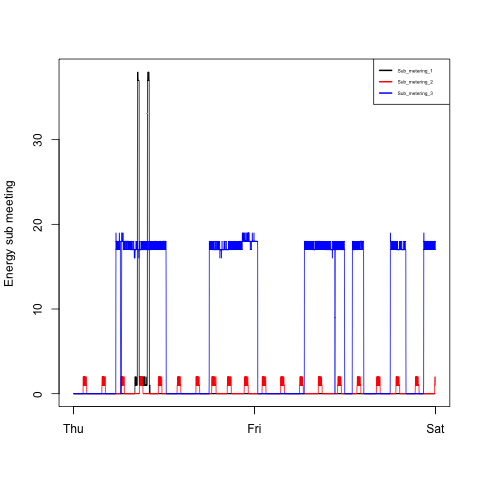 Sub_metering_1
Sub_metering_2
Sub_metering_3
Energy sub meeting
30
20
10
0
Thu Fri Sat